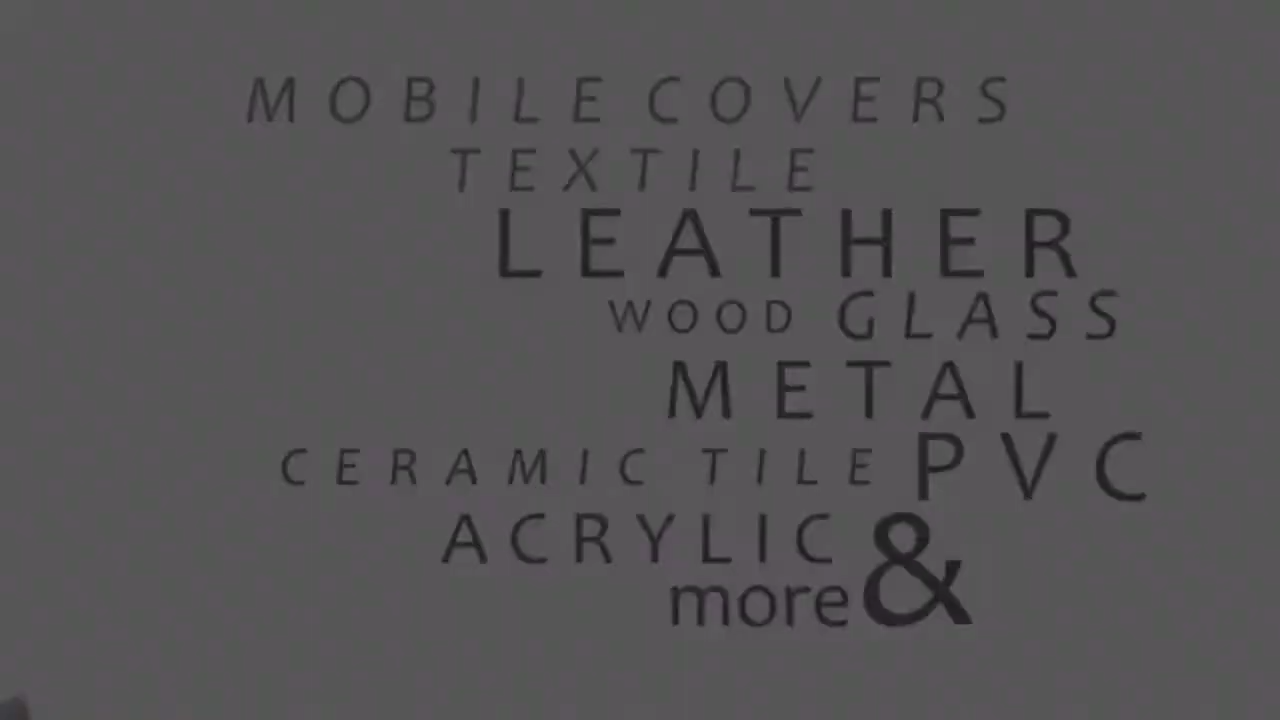 MOBILE COVERS
TEXTILE
LEATHER
WOOD GLASS
METAL
CERAMIC TILE PVC
ACRYLIC &
more